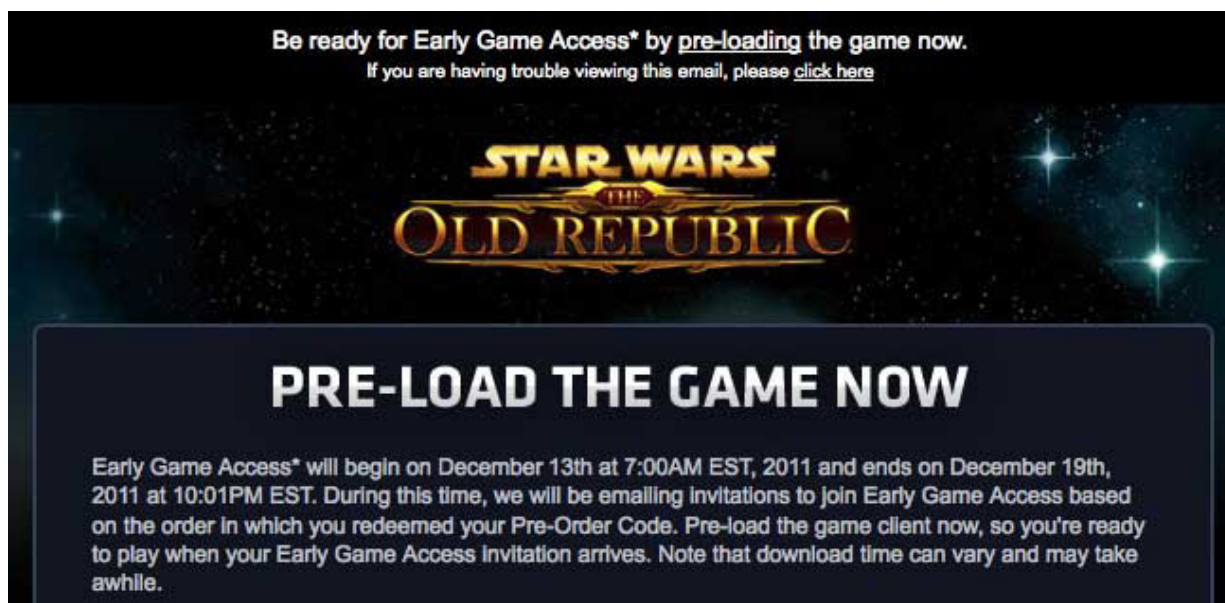 Be ready for Early Game Access* by pre-loading the game now.
If you are having trouble viewing this email, please click here
STAR WARS
THE
OLD REPUBLIC
PRE-LOAD THE GAME NOW
Early Game Access* will begin on December 13th at 7:00AM EST, 2011 and ends on December 19th,
2011 at 10:01PM EST. During this time, we will be emailing invitations to join Early Game Access based
on the order in which you redeemed your Pre-Order Code. Pre-load the game client now, so you're ready
to play when your Early Game Access invitation arrives. Note that download time can vary and may take
awhile.